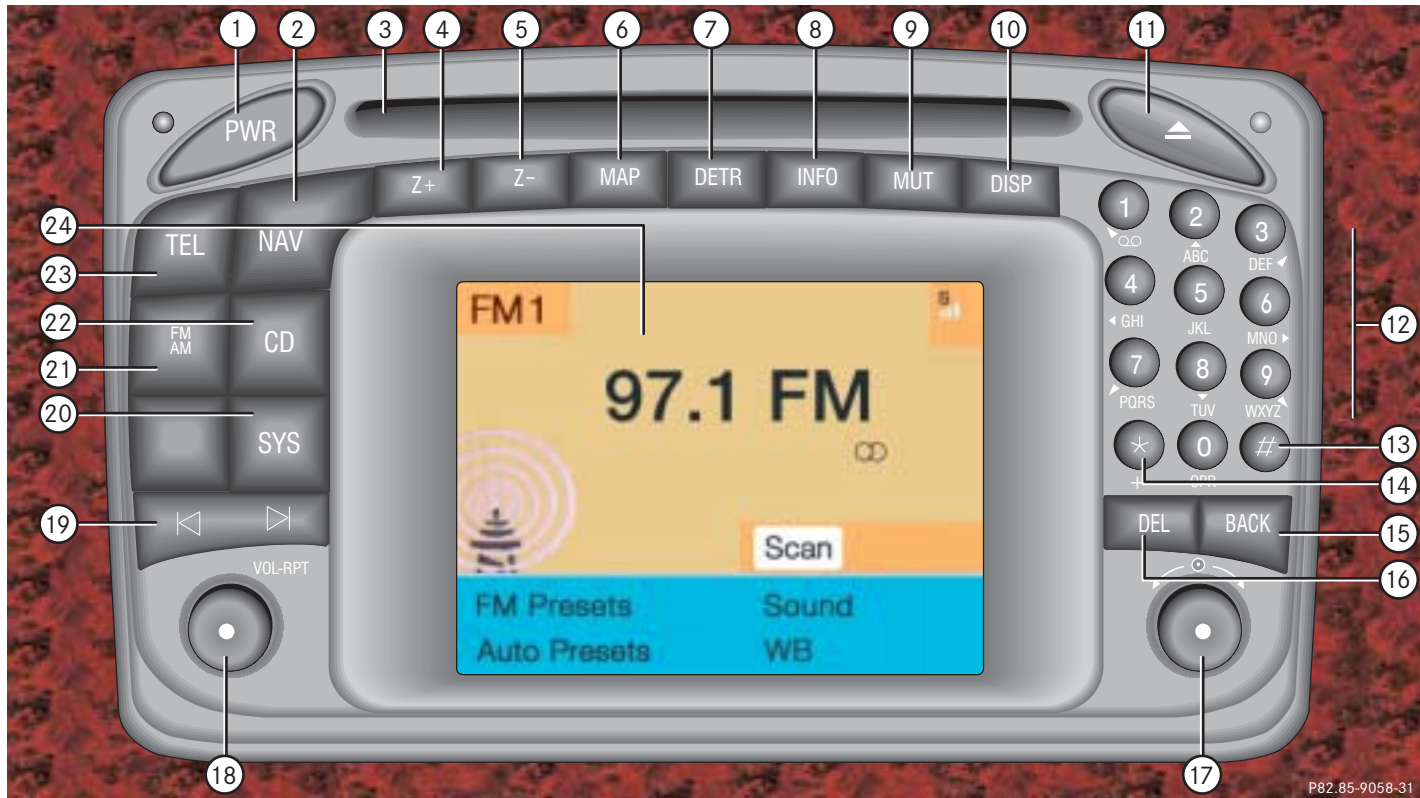 1 2 3 4 5 6 7 8 9 10 11
PWR
Z+ Z- MAP DETR INFO MUT DISP
24
TEL NAV
23
1 2 ABC 3 DEF
FM1
S
4 GHI 5 JKL 6 MNO
12
22
FM
AM
CD
21
97.1 FM
7 PQRS 8 TUV 9 WXYZ
20
SYS
* + 0 OPR #
13
14
19
Scan
DEL BACK
15
16
VOL-RPT
FM Presets Sound
Auto Presets WB
18 17
P82.85-9058-31